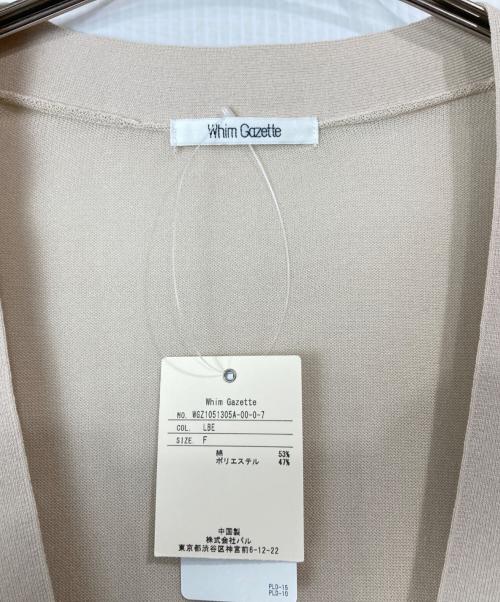 Whim Gazette
Whim Gazette
NO. WGZ1051305A-00-0-7
COL. LBE
SIZE. F
綿 53%
ポリエステル 47%
中国製
株式会社パル
東京都渋谷区神宮前6-12-22
PLD-15
PLD-10